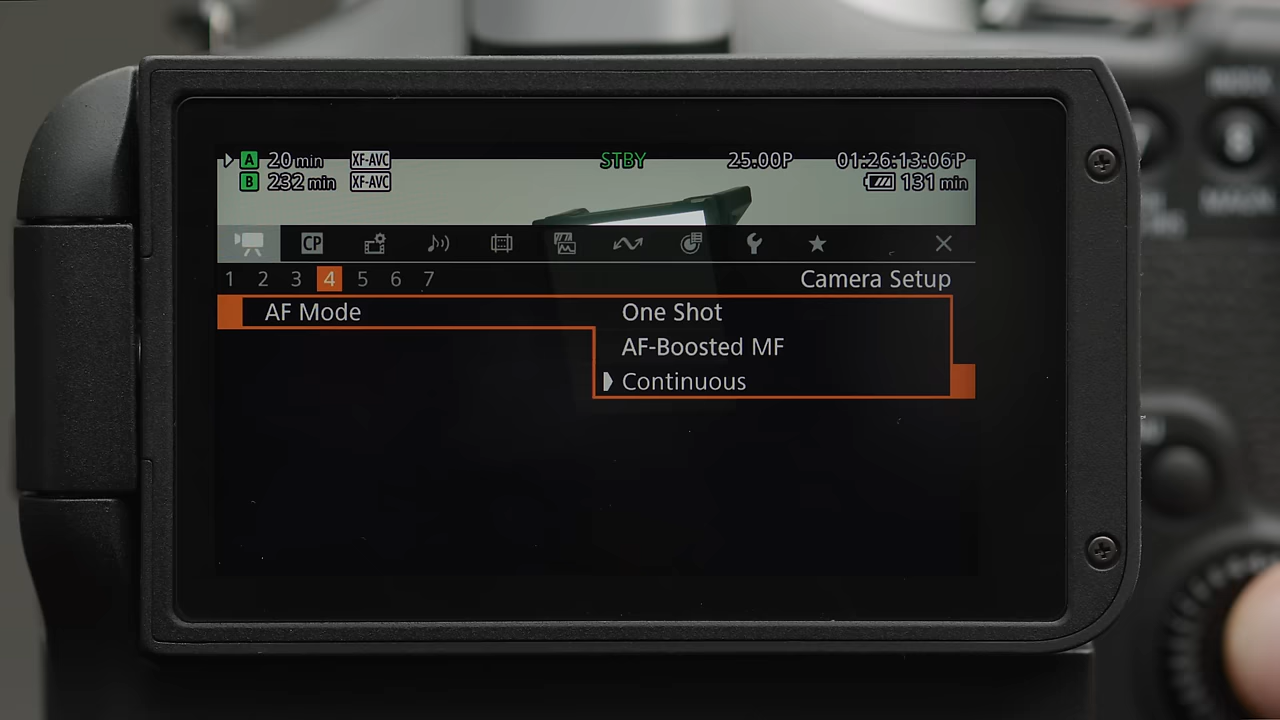 A 20 min XF-AVC STBY 25.00P 01:26:13:06P
B 232 min XF-AVC 131 min
CP
1 2 3 4 5 6 7 Camera Setup
AF Mode One Shot
AF-Boosted MF
Continuous